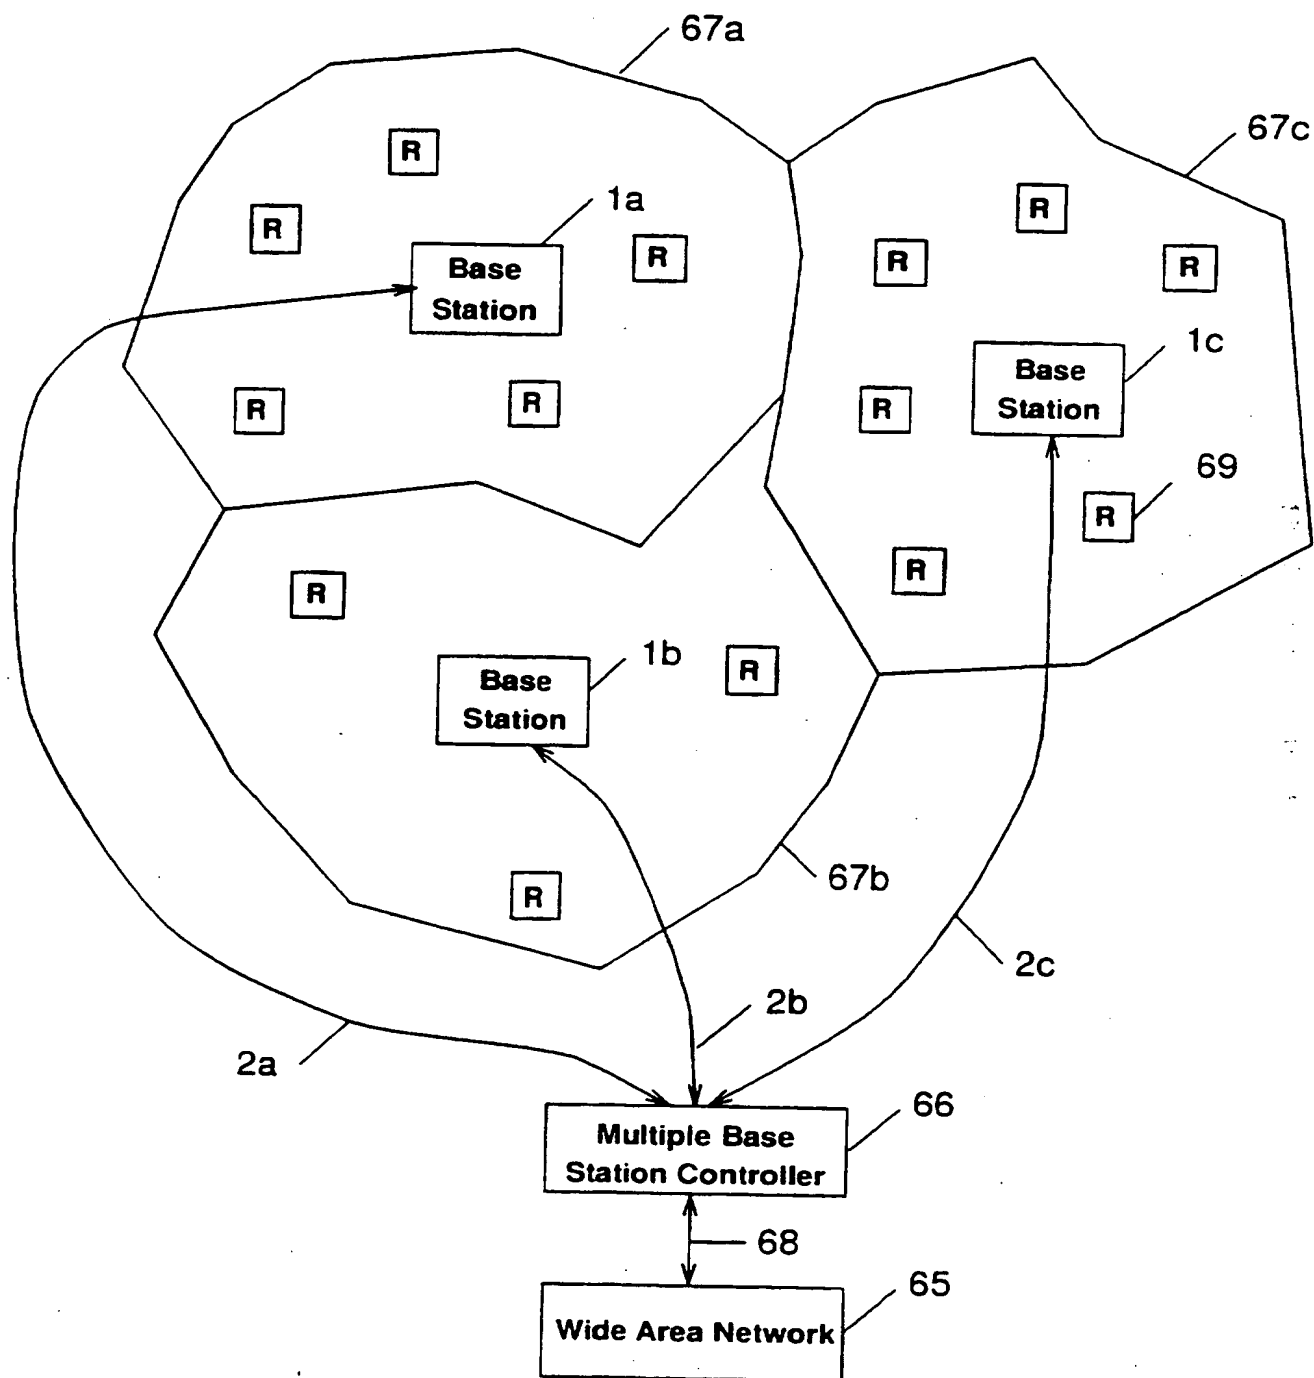 67a
67c
R
1a
R
R
R
R
R
Base
Station
1c
Base
Station
R
R
R
69
R
R
R
1b
R
Base
Station
67b
R
2c
2b
2a
66
Multiple Base
Station Controller
68
65
Wide Area Network